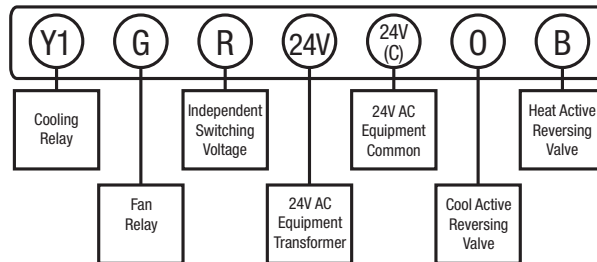 Y1 G R 24V 24V (C) O B
Cooling
Relay
Independent
Switching
Voltage
24V AC
Equipment
Common
Heat Active
Reversing
Valve
Fan
Relay
24V AC
Equipment
Transformer
Cool Active
Reversing
Valve